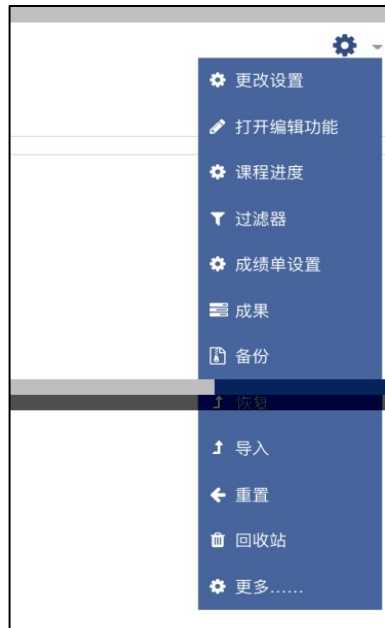 更改设置
打开编辑功能
课程进度
过滤器
成绩单设置
成果
备份
恢复
导入
重置
回收站
更多……